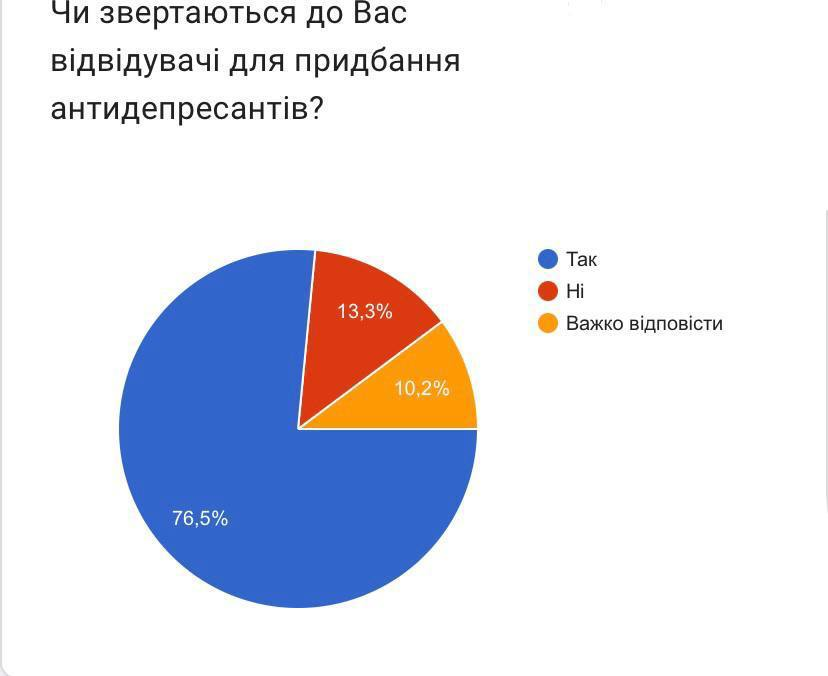 Чи звертаються до Вас
відвідувачі для придбання
антидепресантів?
Так
Ні
Важко відповісти
13,3%
10,2%
76,5%